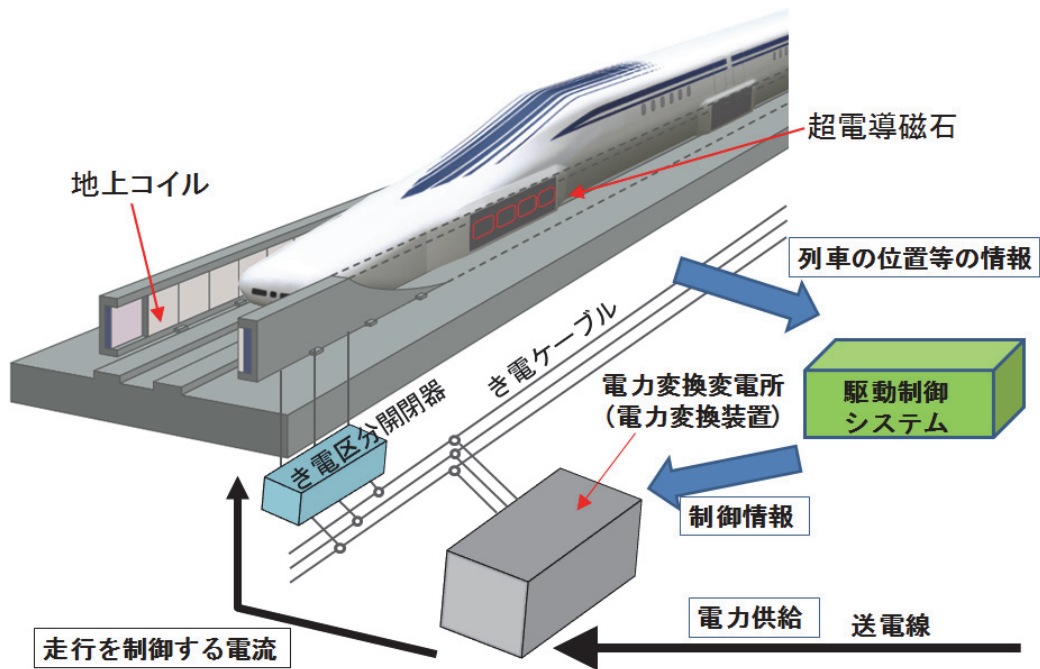 超電導磁石
地上コイル
列車の位置等の情報
き電ケーブル
電力変換変電所
（電力変換装置）
駆動制御
システム
き電区分開閉器
制御情報
電力供給
送電線
走行を制御する電流